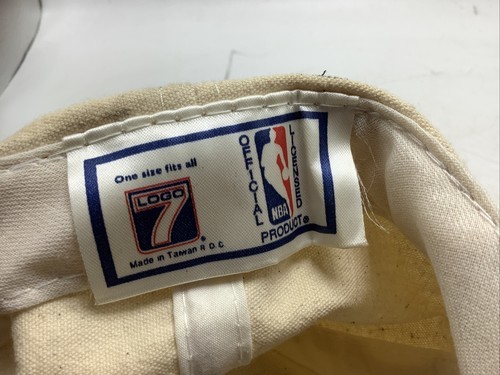 One size fits all
LOGO
7
®
Made in Taiwan R.O.C.
OFFICIAL
LICENSED
NBA
PRODUCT®